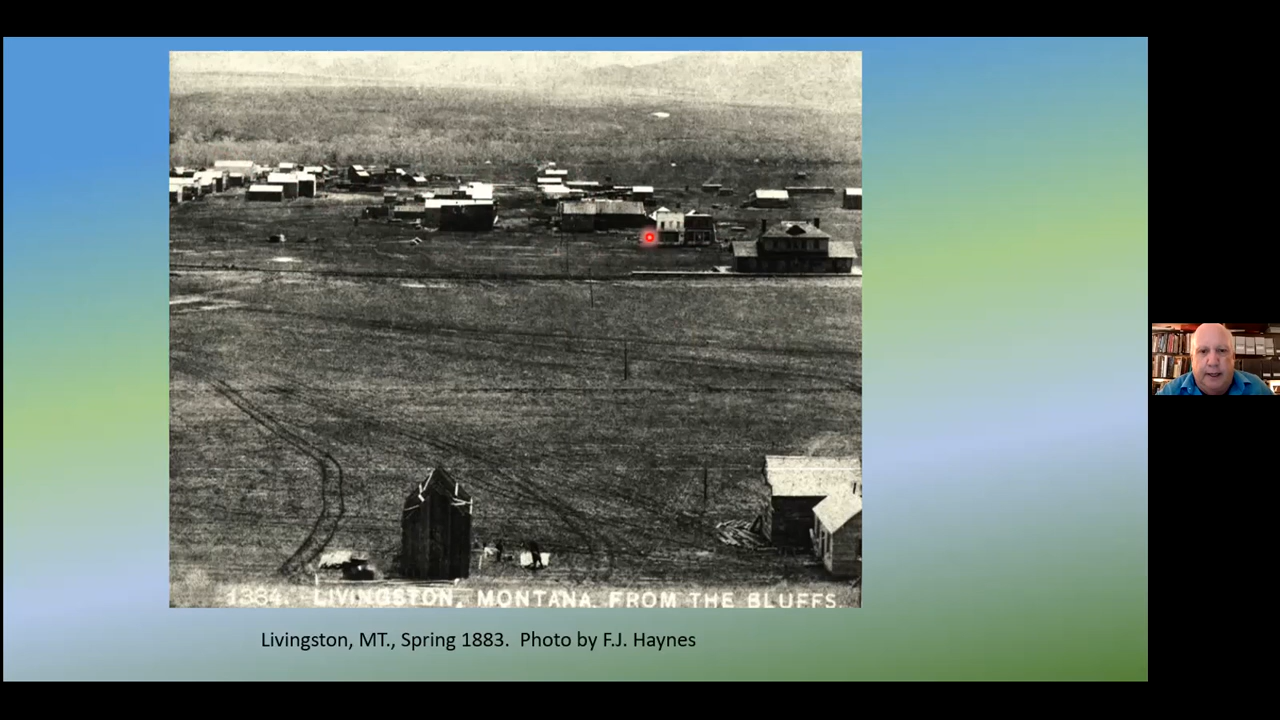 1384. LIVINGSTON, MONTANA FROM THE BLUFFS.
Livingston, MT., Spring 1883. Photo by F.J. Haynes